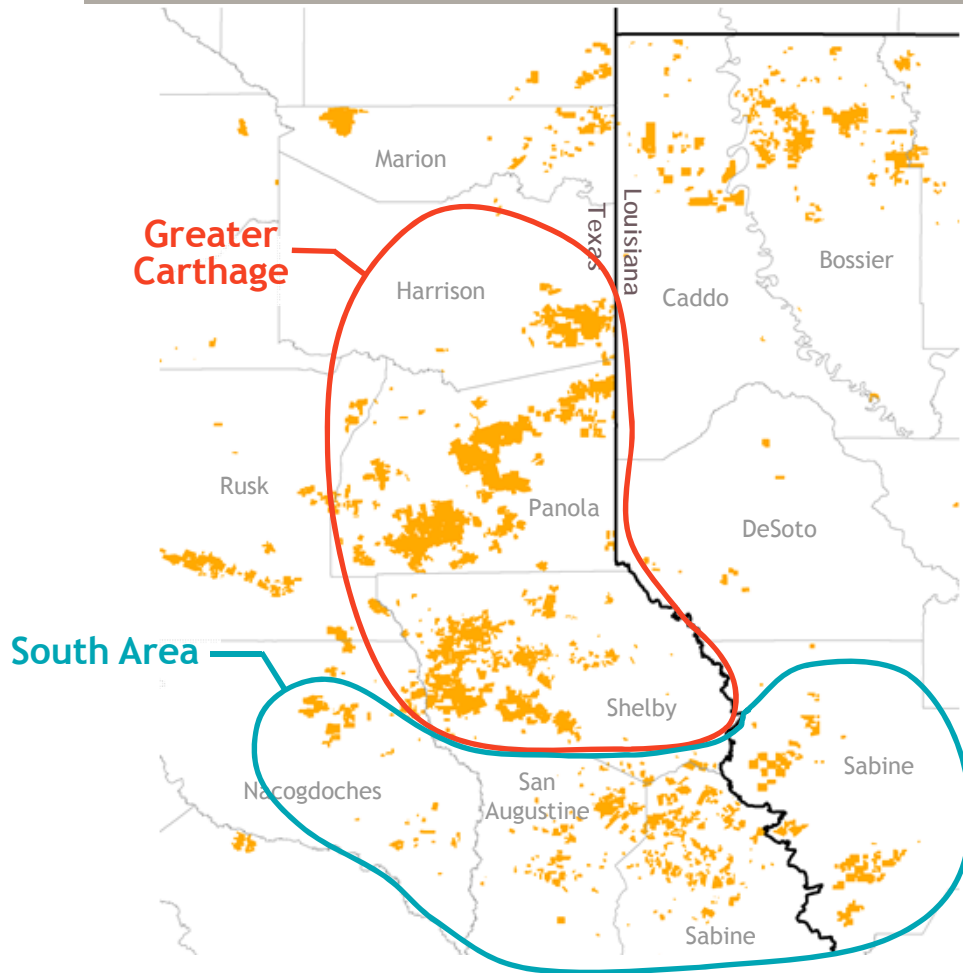 Marion
Louisiana
Texas
Greater
Carthage
Bossier
Harrison
Caddo
Rusk
Panola
DeSoto
South Area
Shelby
Sabine
Nacogdoches
San
Augustine
Sabine